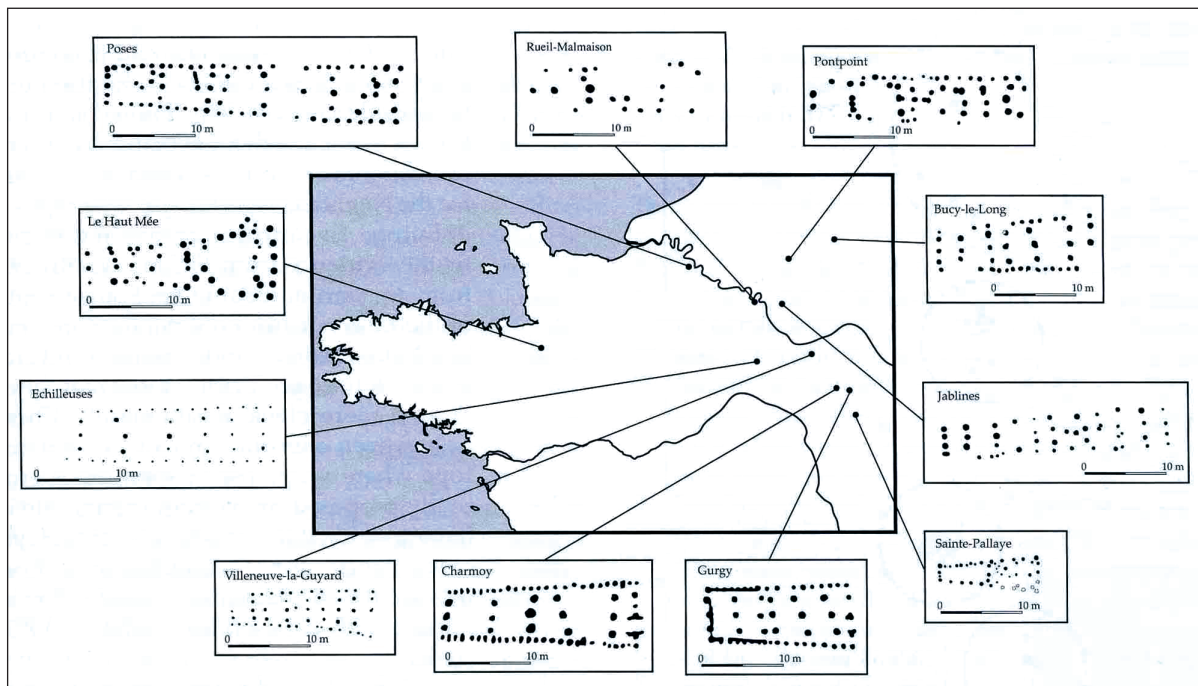 Poses
0 10 m
Rueil-Malmaison
0 10 m
Pontpoint
0 10 m
Le Haut Mée
0 10 m
Bucy-le-Long
0 10 m
Echilleuses
0 10 m
Jablines
0 10 m
Villeneuve-la-Guyard
0 10 m
Charmoy
0 10 m
Gurgy
0 10 m
Sainte-Pallaye
0 10 m